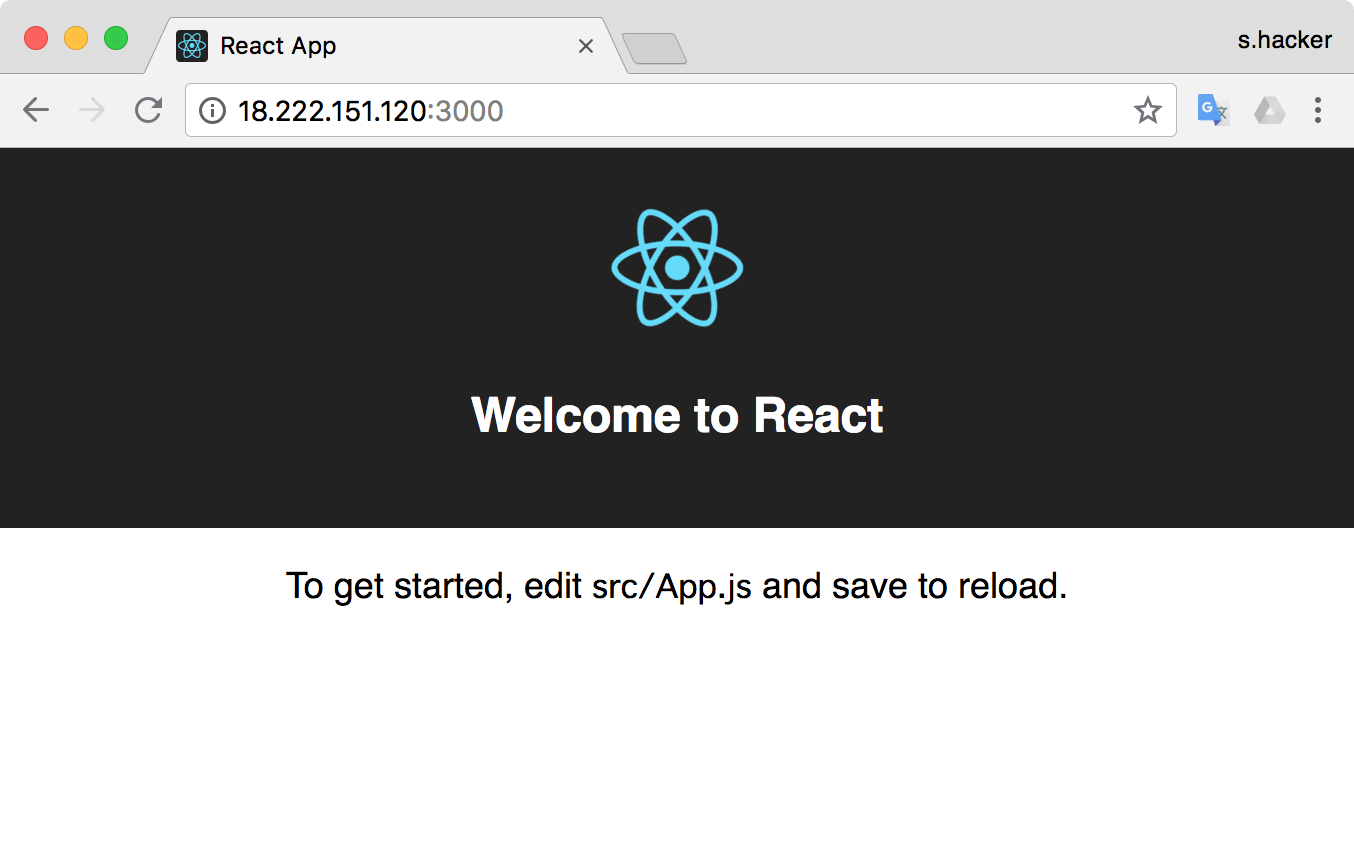 React App
s.hacker
18.222.151.120:3000
Welcome to React
To get started, edit src/App.js and save to reload.